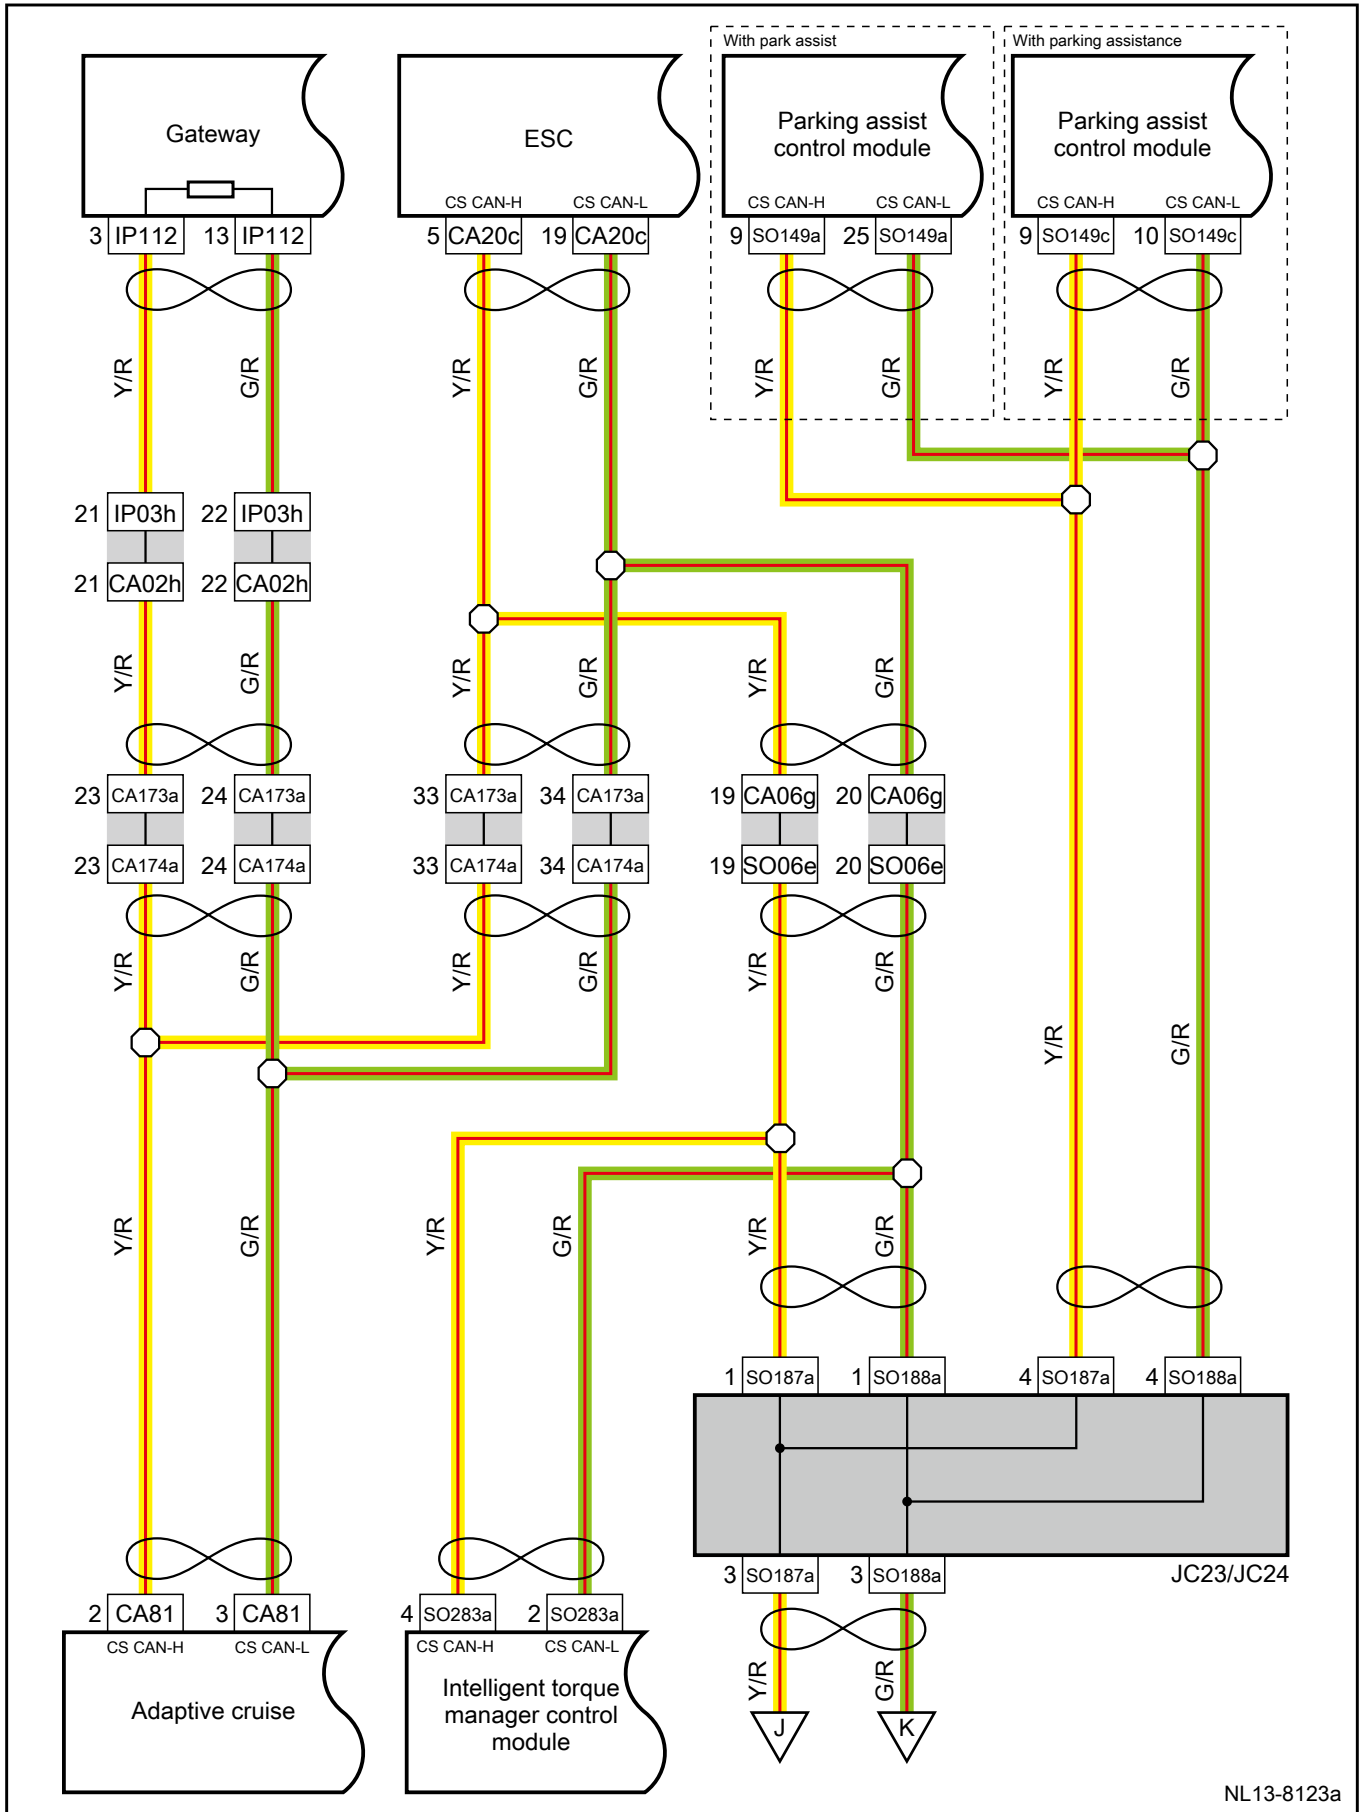 With park assist
With parking assistance
Gateway
ESC
Parking assist
control module
Parking assist
control module
CS CAN-H
CS CAN-L
CS CAN-H
CS CAN-L
CS CAN-H
CS CAN-L
3 IP112
13 IP112
5 CA20c
19 CA20c
9 SO149a
25 SO149a
9 SO149c
10 SO149c
Y/R
G/R
Y/R
G/R
Y/R
G/R
Y/R
G/R
21 IP03h
22 IP03h
21 CA02h
22 CA02h
Y/R
G/R
Y/R
G/R
Y/R
G/R
23 CA173a
24 CA173a
33 CA173a
34 CA173a
19 CA06g
20 CA06g
23 CA174a
24 CA174a
33 CA174a
34 CA174a
19 SO06e
20 SO06e
Y/R
G/R
Y/R
G/R
Y/R
G/R
Y/R
G/R
Y/R
G/R
Y/R
G/R
Y/R
G/R
1 SO187a
1 SO188a
4 SO187a
4 SO188a
3 SO187a
3 SO188a
JC23/JC24
2 CA81
3 CA81
4 SO283a
2 SO283a
CS CAN-H
CS CAN-L
CS CAN-H
CS CAN-L
Adaptive cruise
Intelligent torque
manager control
module
Y/R
G/R
J
K
NL13-8123a